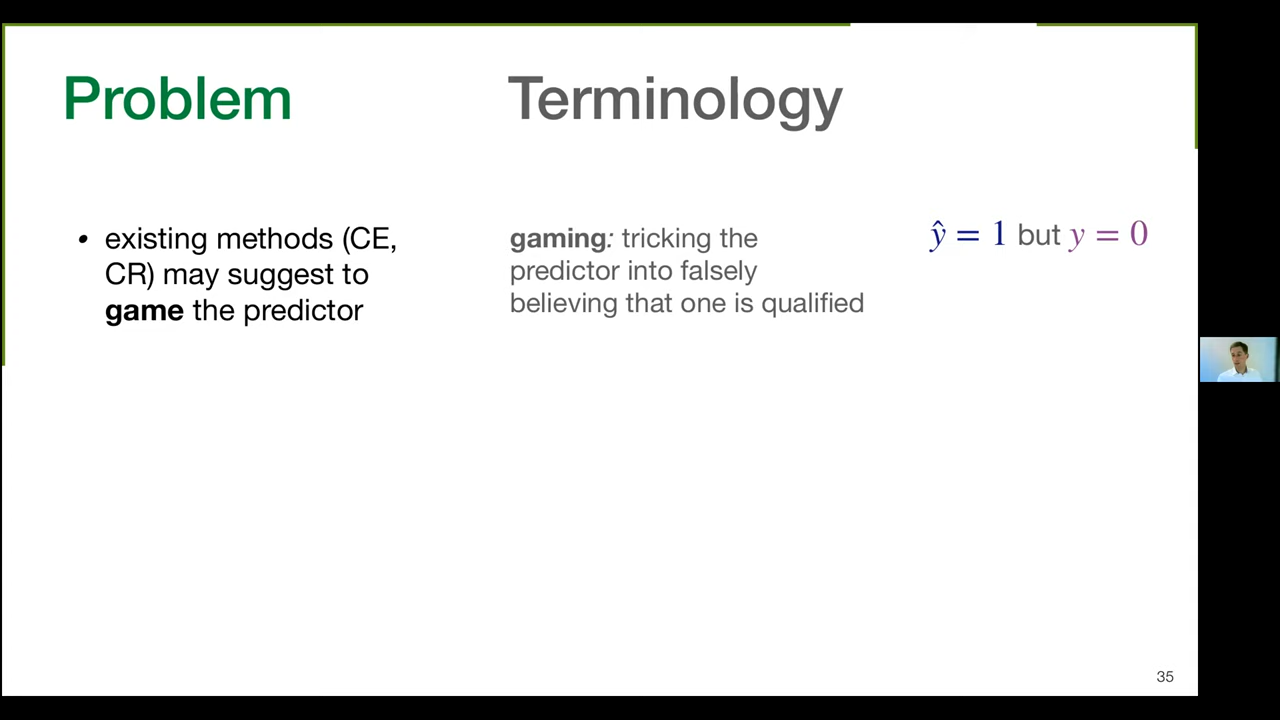 Problem
Terminology
• existing methods (CE,
CR) may suggest to
game the predictor
gaming: tricking the
predictor into falsely
believing that one is qualified
ŷ = 1 but y = 0
35